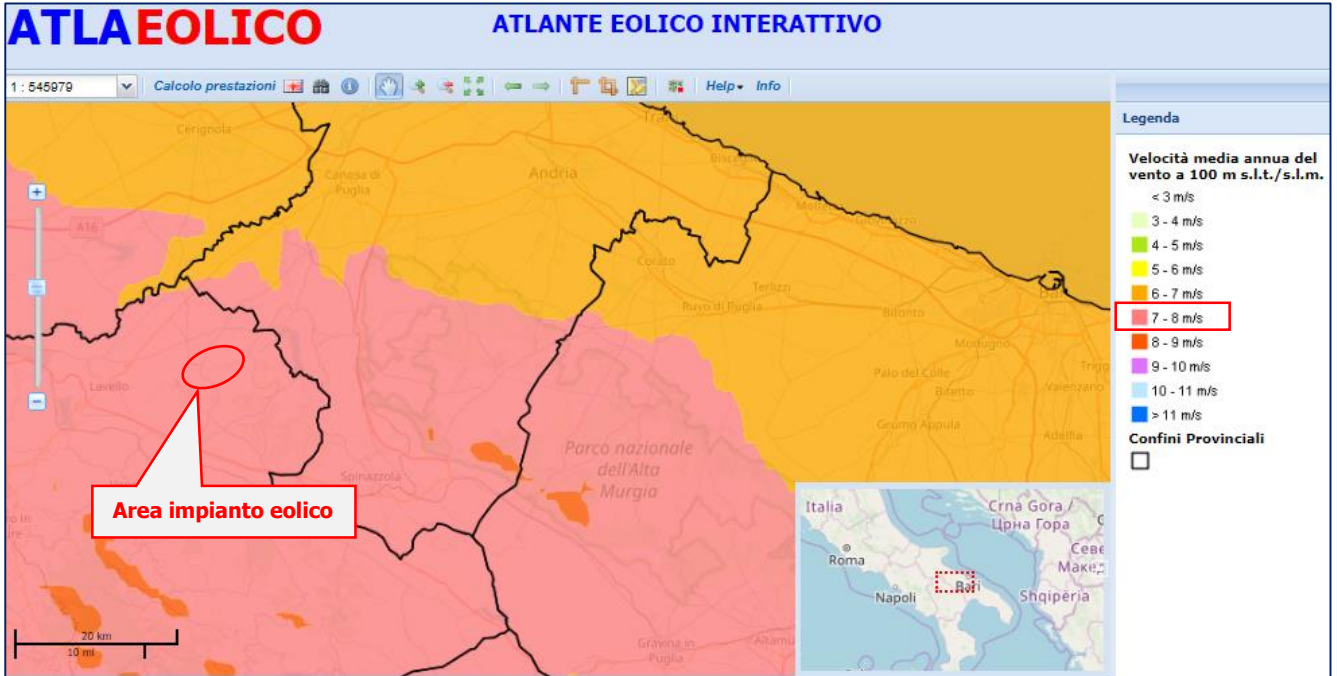 ATLAEOLICO
ATLANTE EOLICO INTERATTIVO
1 : 545979
Calcolo prestazioni
Help
Info
Legenda
Velocità media annua del
vento a 100 m s.l.t./s.l.m.
< 3 m/s
3 - 4 m/s
4 - 5 m/s
5 - 6 m/s
6 - 7 m/s
7 - 8 m/s
8 - 9 m/s
9 - 10 m/s
10 - 11 m/s
> 11 m/s
Confini Provinciali
Cerignola
Canosa di
Puglia
Andria
A16
Corato
Terlizzi
Ruvo di Puglia
Bitonto
Modugno
Palo del Colle
Bitetto
Valenzano
Grumo Appula
Adelfia
Lavello
Spinazzola
Parco nazionale
dell'Alta
Murgia
Area impianto eolico
Gravina in
Puglia
20 km
10 mi
Italia
Crna Gora /
Црна Гора
Roma
Napoli
Bari
Shqipëria